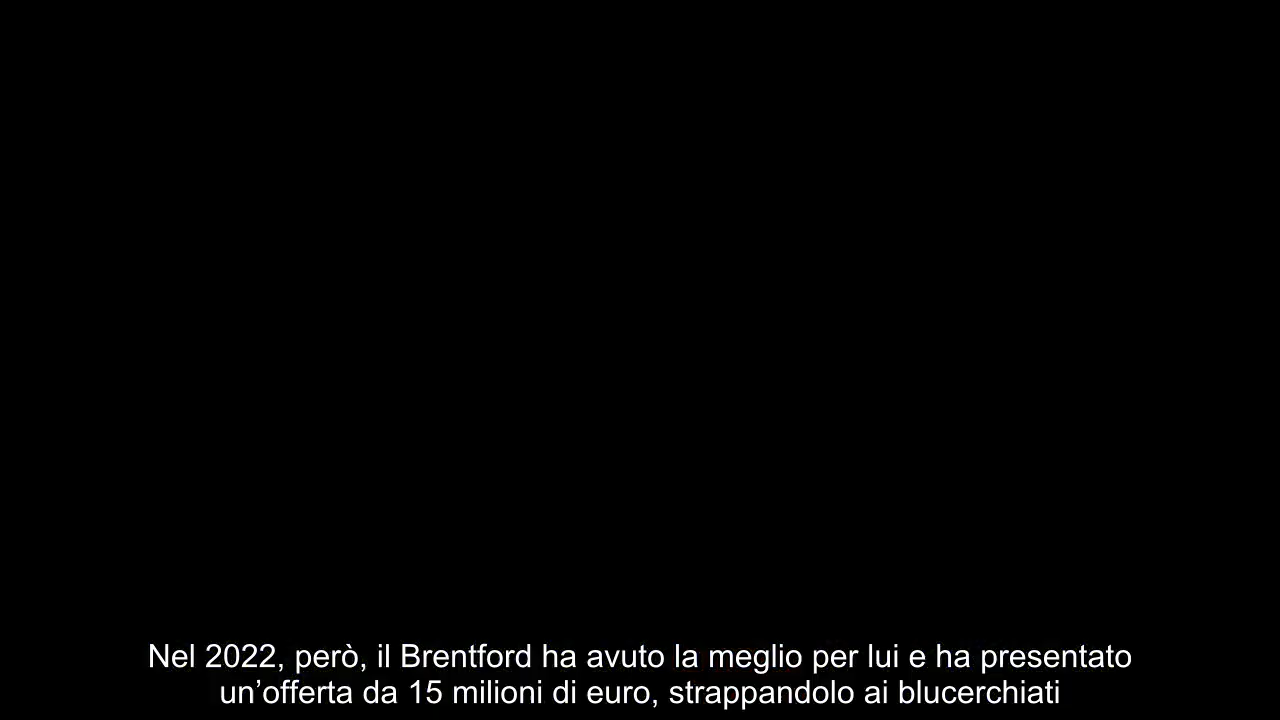 Nel 2022, però, il Brentford ha avuto la meglio per lui e ha presentato
un’offerta da 15 milioni di euro, strappandolo ai blucerchiati